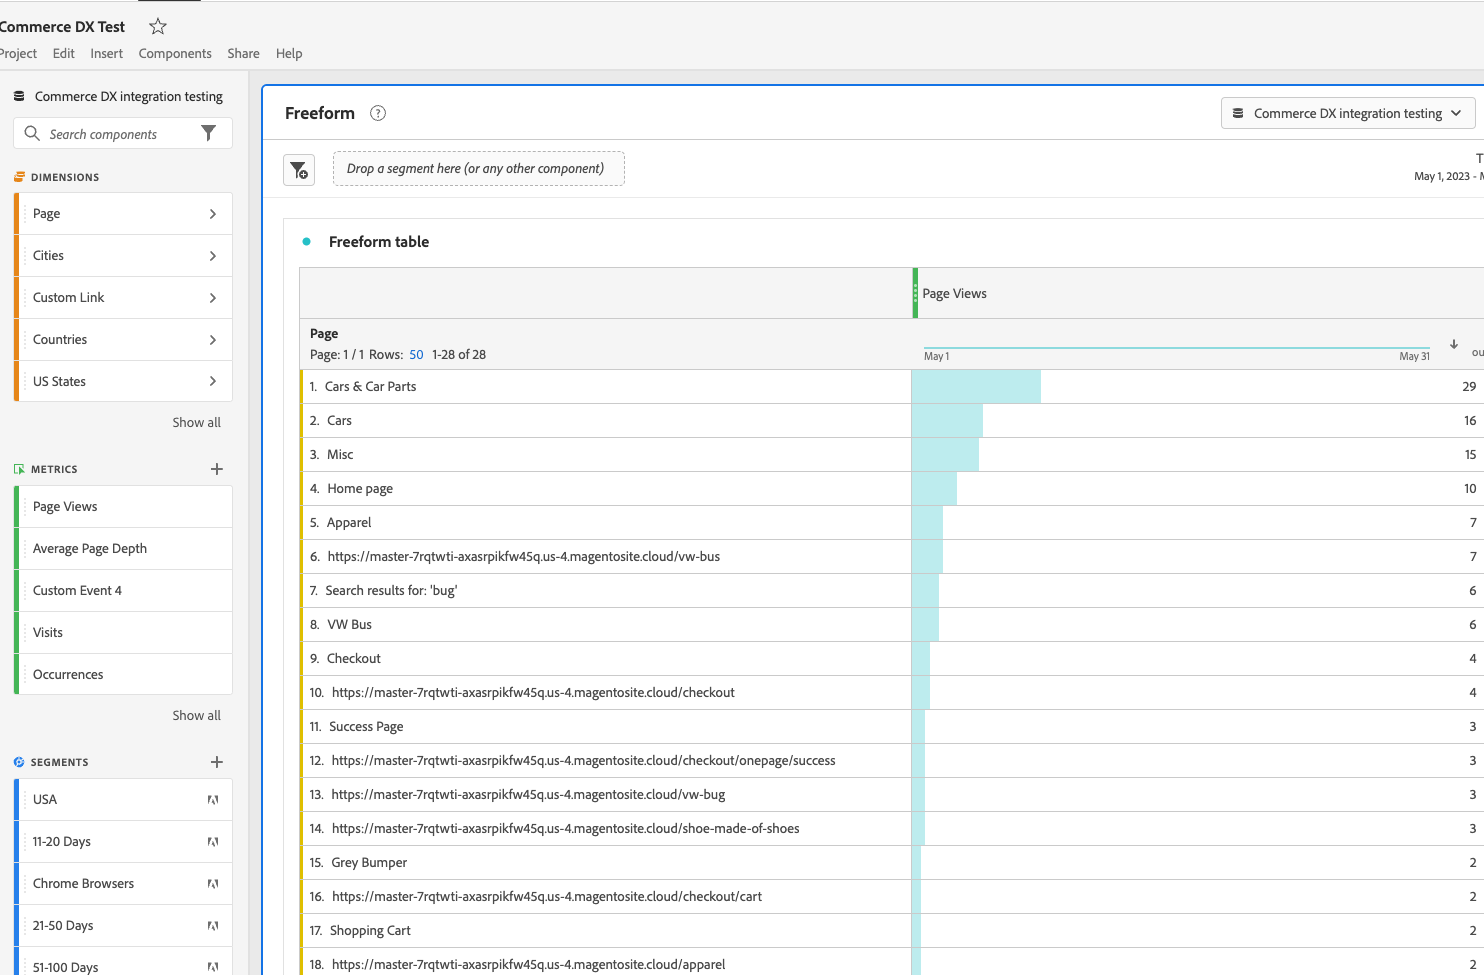 Commerce DX Test
Project Edit Insert Components Share Help
Commerce DX integration testing
Search components
DIMENSIONS
Page
Cities
Custom Link
Countries
US States
Show all
METRICS
Page Views
Average Page Depth
Custom Event 4
Visits
Occurrences
Show all
SEGMENTS
USA
11-20 Days
Chrome Browsers
21-50 Days
51-100 Days
Freeform ?
Commerce DX integration testing
Drop a segment here (or any other component)
T
May 1, 2023 - M
Freeform table
Page Views
Page
Page: 1 / 1 Rows: 50 1-28 of 28
May 1 May 31
ou
1. Cars & Car Parts 29
2. Cars 16
3. Misc 15
4. Home page 10
5. Apparel 7
6. https://master-7rqtwti-axasrpikfw45q.us-4.magentosite.cloud/vw-bus 7
7. Search results for: 'bug' 6
8. VW Bus 6
9. Checkout 4
10. https://master-7rqtwti-axasrpikfw45q.us-4.magentosite.cloud/checkout 4
11. Success Page 3
12. https://master-7rqtwti-axasrpikfw45q.us-4.magentosite.cloud/checkout/onepage/success 3
13. https://master-7rqtwti-axasrpikfw45q.us-4.magentosite.cloud/vw-bug 3
14. https://master-7rqtwti-axasrpikfw45q.us-4.magentosite.cloud/shoe-made-of-shoes 3
15. Grey Bumper 2
16. https://master-7rqtwti-axasrpikfw45q.us-4.magentosite.cloud/checkout/cart 2
17. Shopping Cart 2
18. https://master-7rqtwti-axasrpikfw45q.us-4.magentosite.cloud/apparel 2